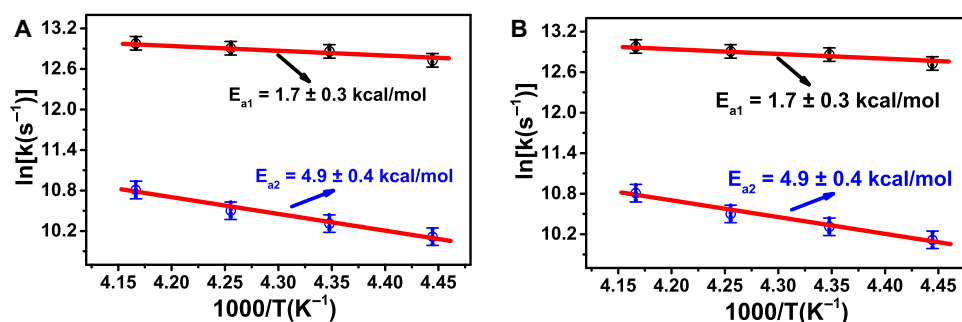 A
ln[k(s⁻¹)]
13.2
12.6
12.0
11.4
10.8
10.2
Eₐ₁ = 1.7 ± 0.3 kcal/mol
Eₐ₂ = 4.9 ± 0.4 kcal/mol
4.15 4.20 4.25 4.30 4.35 4.40 4.45
1000/T(K⁻¹)
B
ln[k(s⁻¹)]
13.2
12.6
12.0
11.4
10.8
10.2
Eₐ₁ = 1.7 ± 0.3 kcal/mol
Eₐ₂ = 4.9 ± 0.4 kcal/mol
4.15 4.20 4.25 4.30 4.35 4.40 4.45
1000/T(K⁻¹)